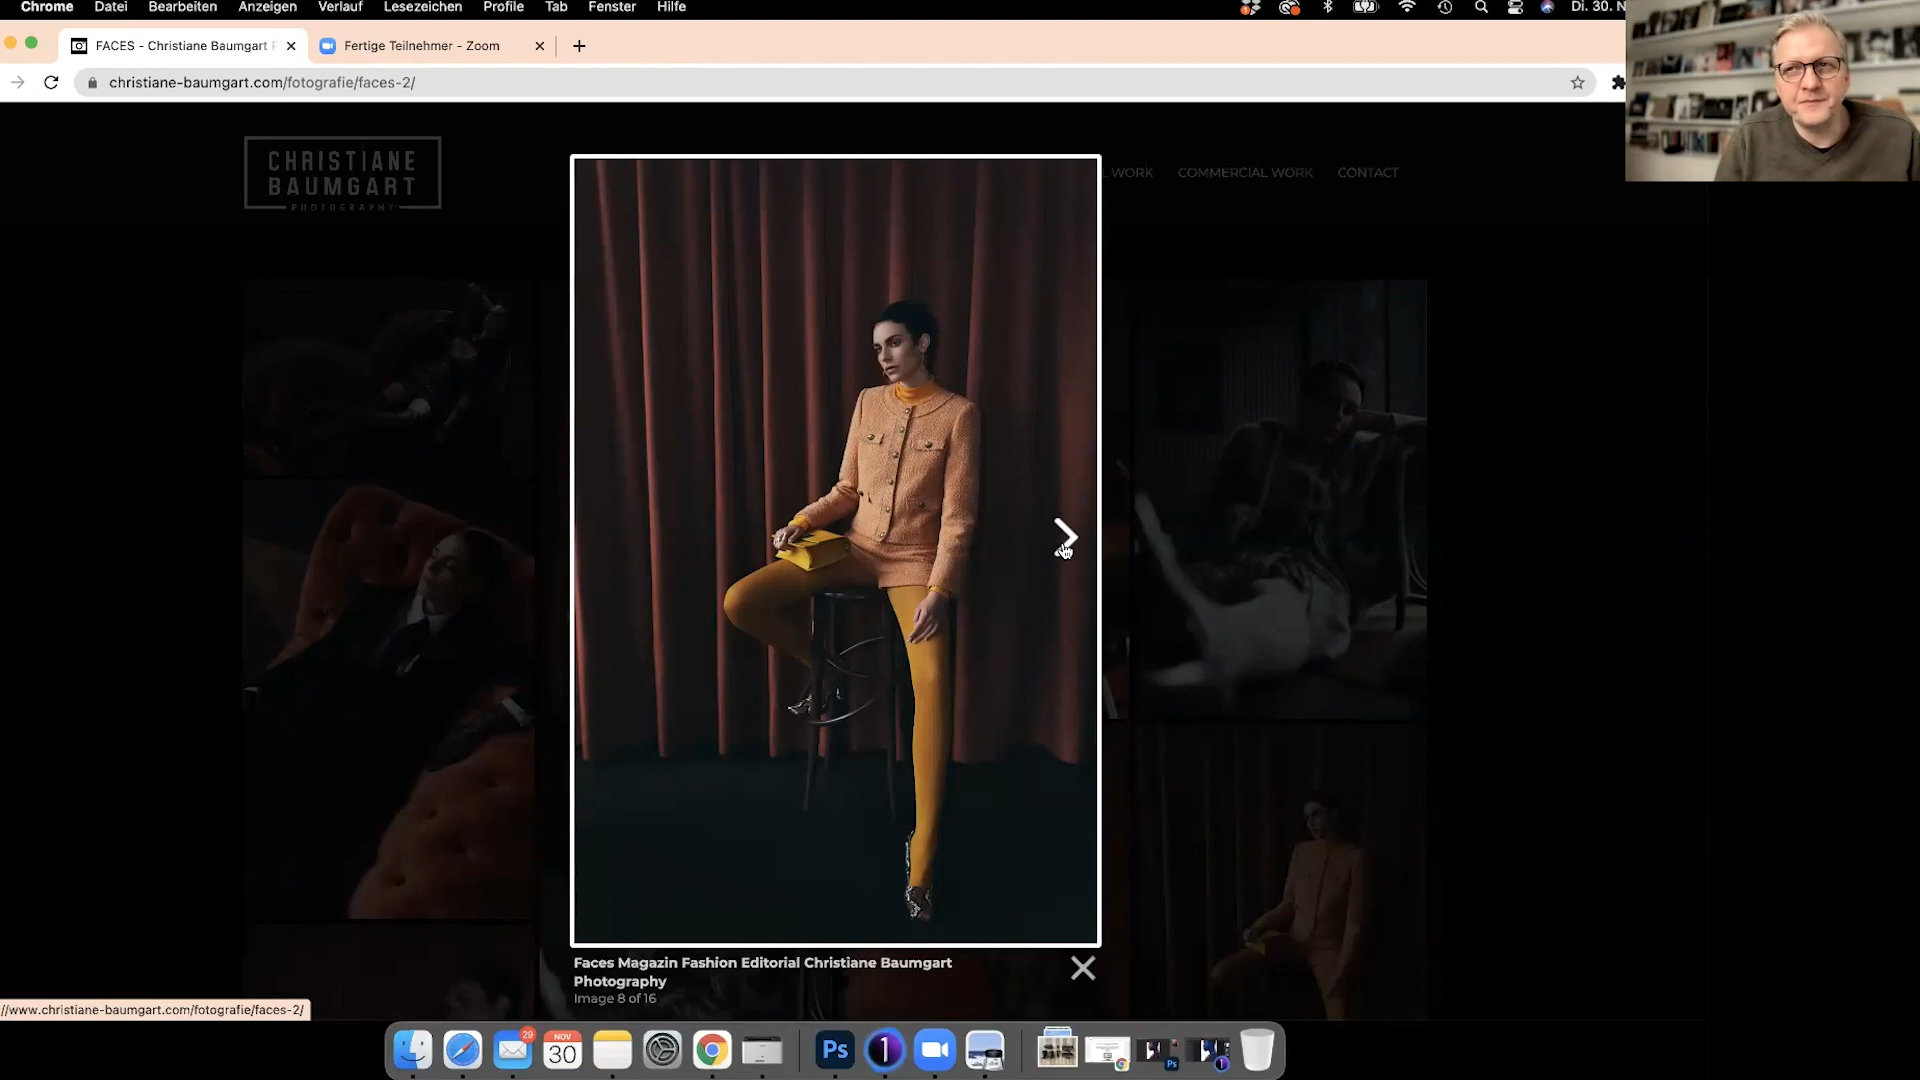 Chrome Datei Bearbeiten Anzeigen Verlauf Lesezeichen Profile Tab Fenster Hilfe
Di. 30. N
FACES - Christiane Baumgart
Fertige Teilnehmer - Zoom
christiane-baumgart.com/fotografie/faces-2/
CHRISTIANE
BAUMGART
PHOTOGRAPHY
WORK COMMERCIAL WORK CONTACT
Faces Magazin Fashion Editorial Christiane Baumgart
Photography
Image 8 of 16
//www.christiane-baumgart.com/fotografie/faces-2/
29
NOV
30
Ps
1